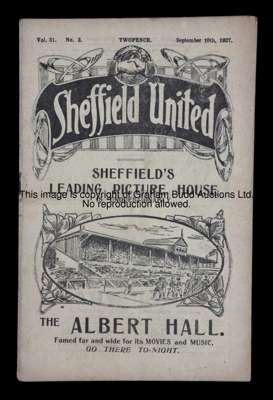 Vol. 31. No. 3. TWOPENCE. September 10th, 1927.
Sheffield United
SHEFFIELD'S
LEADING PICTURE HOUSE
This image is copyright of Graham Budd Auctions Ltd.
No reproduction allowed.
THE ALBERT HALL.
Famed far and wide for its MOVIES and MUSIC.
GO THERE TO-NIGHT.